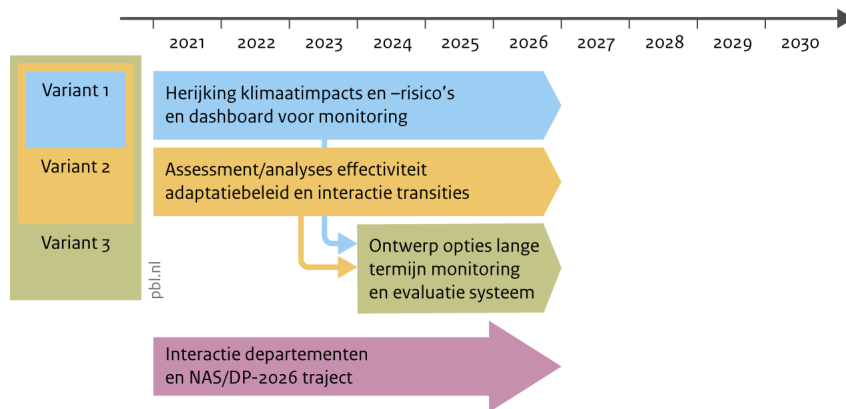 2021 2022 2023 2024 2025 2026 2027 2028 2029 2030
Variant 1
Herijking klimaatimpacts en –risico's
en dashboard voor monitoring
Variant 2
Assessment/analyses effectiviteit
adaptatiebeleid en interactie transities
Variant 3
Ontwerp opties lange
termijn monitoring
en evaluatie systeem
pbl.nl
Interactie departementen
en NAS/DP-2026 traject